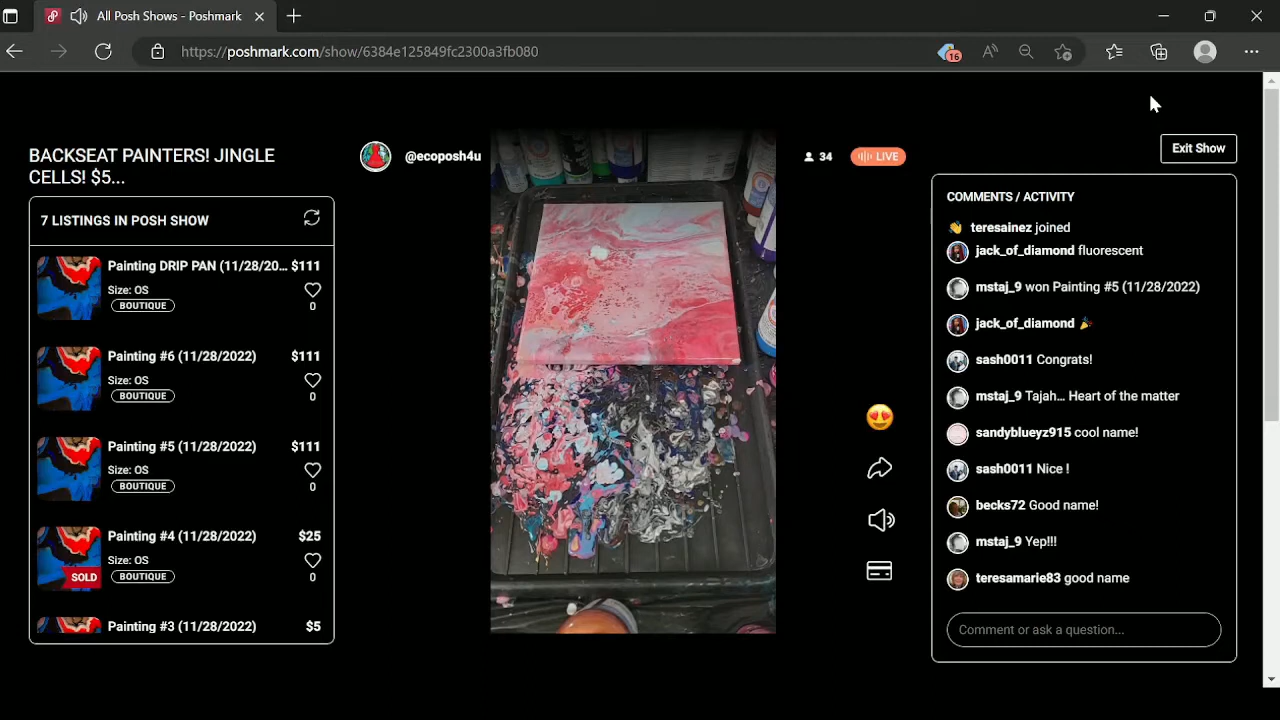 All Posh Shows - Poshmark
https://poshmark.com/show/6384e125849fc2300a3fb080
16
BACKSEAT PAINTERS! JINGLE
CELLS! $5...
@ecoposh4u
34
LIVE
Exit Show
7 LISTINGS IN POSH SHOW
Painting DRIP PAN (11/28/20... $111
Size: OS
BOUTIQUE
0
Painting #6 (11/28/2022) $111
Size: OS
BOUTIQUE
0
Painting #5 (11/28/2022) $111
Size: OS
BOUTIQUE
0
Painting #4 (11/28/2022) $25
Size: OS
SOLD
BOUTIQUE
0
Painting #3 (11/28/2022) $5
COMMENTS / ACTIVITY
👋 teresainez joined
jack_of_diamond fluorescent
mstaj_9 won Painting #5 (11/28/2022)
jack_of_diamond 🎉
sash0011 Congrats!
mstaj_9 Tajah... Heart of the matter
sandyblueyz915 cool name!
sash0011 Nice !
becks72 Good name!
mstaj_9 Yep!!!
teresamarie83 good name
Comment or ask a question...